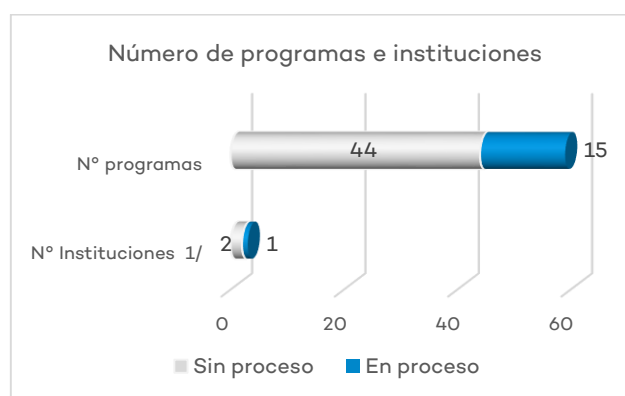 Número de programas e instituciones
N° programas 44 15
N° Instituciones 1/ 2 1
0 20 40 60
Sin proceso En proceso